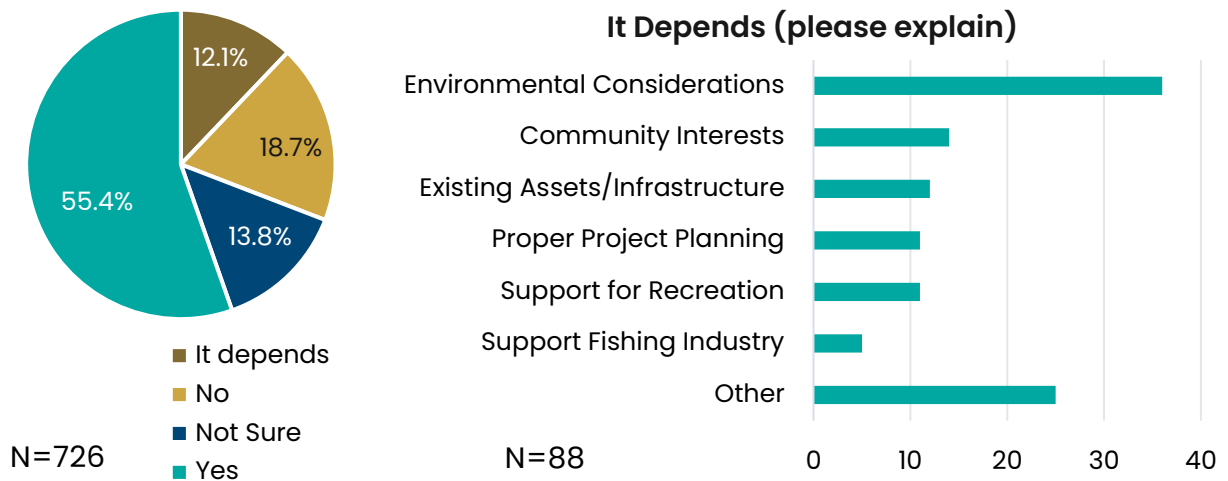 12.1%
18.7%
13.8%
55.4%
It depends
No
Not Sure
Yes
N=726
It Depends (please explain)
Environmental Considerations
Community Interests
Existing Assets/Infrastructure
Proper Project Planning
Support for Recreation
Support Fishing Industry
Other
0 10 20 30 40
N=88